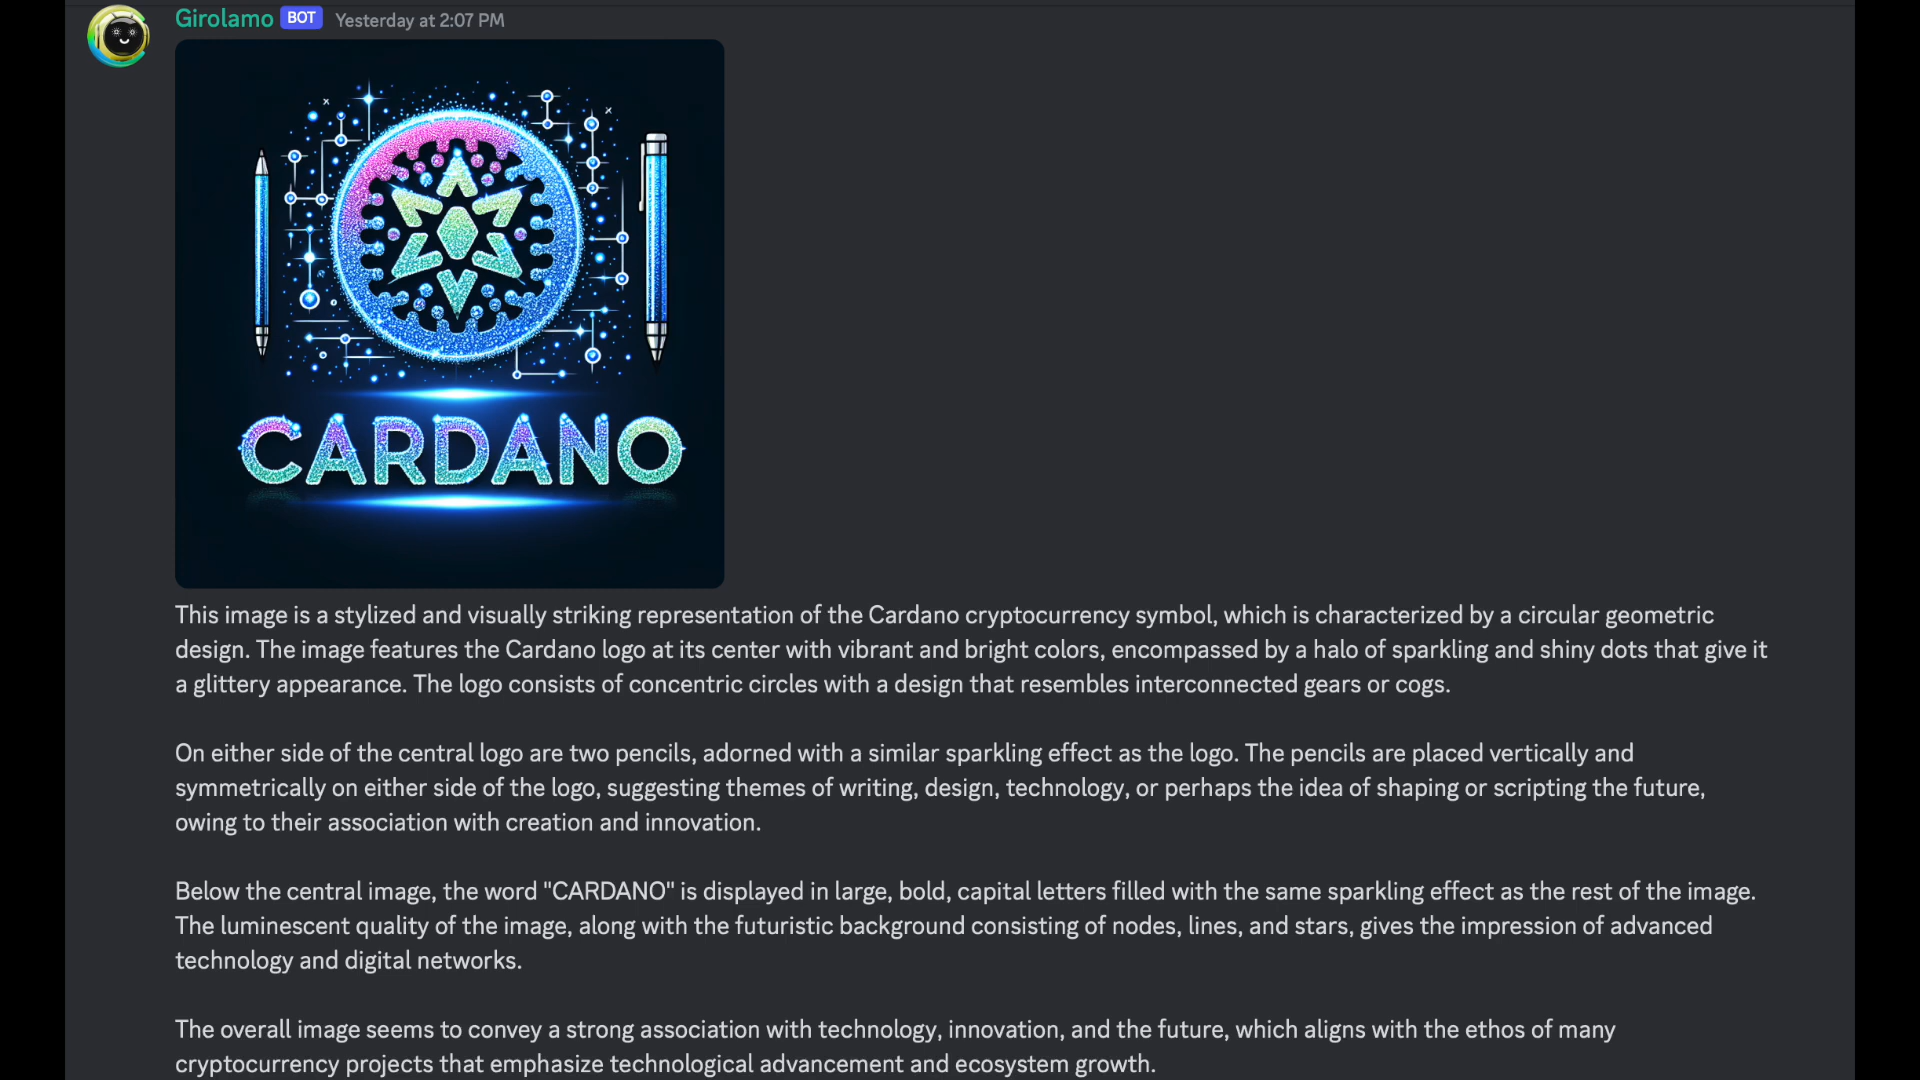 Girolamo BOT Yesterday at 2:07 PM
CARDANO
This image is a stylized and visually striking representation of the Cardano cryptocurrency symbol, which is characterized by a circular geometric
design. The image features the Cardano logo at its center with vibrant and bright colors, encompassed by a halo of sparkling and shiny dots that give it
a glittery appearance. The logo consists of concentric circles with a design that resembles interconnected gears or cogs.
On either side of the central logo are two pencils, adorned with a similar sparkling effect as the logo. The pencils are placed vertically and
symmetrically on either side of the logo, suggesting themes of writing, design, technology, or perhaps the idea of shaping or scripting the future,
owing to their association with creation and innovation.
Below the central image, the word "CARDANO" is displayed in large, bold, capital letters filled with the same sparkling effect as the rest of the image.
The luminescent quality of the image, along with the futuristic background consisting of nodes, lines, and stars, gives the impression of advanced
technology and digital networks.
The overall image seems to convey a strong association with technology, innovation, and the future, which aligns with the ethos of many
cryptocurrency projects that emphasize technological advancement and ecosystem growth.